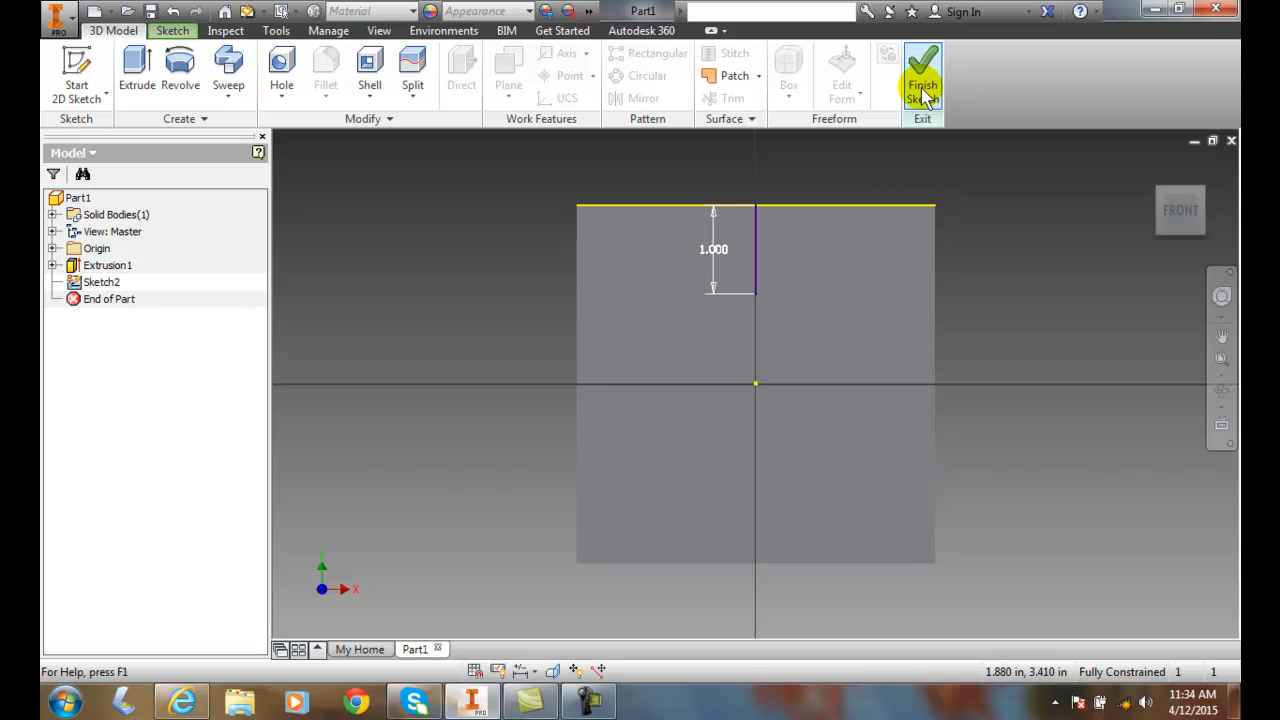 Material
Appearance
Part1
Sign In
PRO
3D Model
Sketch
Inspect
Tools
Manage
View
Environments
BIM
Get Started
Autodesk 360
Start
2D Sketch
Extrude
Revolve
Sweep
Hole
Fillet
Shell
Split
Direct
Plane
Axis
Point
UCS
Rectangular
Circular
Mirror
Stitch
Patch
Trim
Box
Edit
Form
Finish
Sketch
Sketch
Create
Modify
Work Features
Pattern
Surface
Freeform
Exit
Model
Part1
Solid Bodies(1)
View: Master
Origin
Extrusion1
Sketch2
End of Part
1.000
FRONT
X
My Home
Part1
For Help, press F1
1.880 in, 3.410 in
Fully Constrained
1
1
PRO
11:34 AM
4/12/2015